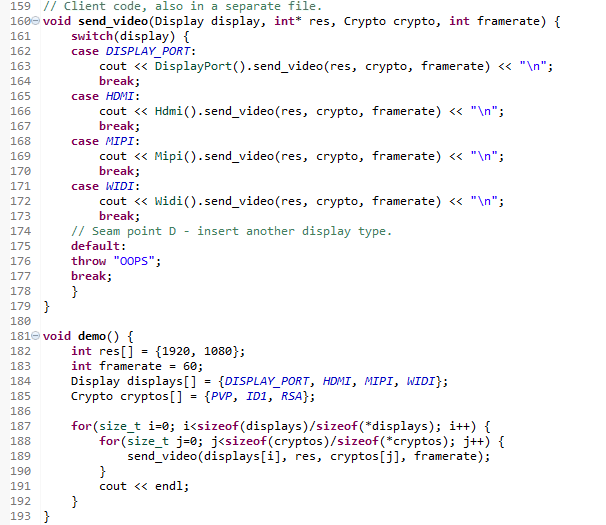 159 // Client code, also in a separate file.
160 void send_video(Display display, int* res, Crypto crypto, int framerate) {
161     switch(display) {
162     case DISPLAY_PORT:
163         cout << DisplayPort().send_video(res, crypto, framerate) << "\n";
164         break;
165     case HDMI:
166         cout << Hdmi().send_video(res, crypto, framerate) << "\n";
167         break;
168     case MIPI:
169         cout << Mipi().send_video(res, crypto, framerate) << "\n";
170         break;
171     case WIDI:
172         cout << Widi().send_video(res, crypto, framerate) << "\n";
173         break;
174     // Seam point D - insert another display type.
175     default:
176     throw "OOPS";
177     break;
178     }
179 }
180
181 void demo() {
182     int res[] = {1920, 1080};
183     int framerate = 60;
184     Display displays[] = {DISPLAY_PORT, HDMI, MIPI, WIDI};
185     Crypto cryptos[] = {PVP, ID1, RSA};
186
187     for(size_t i=0; i<sizeof(displays)/sizeof(*displays); i++) {
188         for(size_t j=0; j<sizeof(cryptos)/sizeof(*cryptos); j++) {
189             send_video(displays[i], res, cryptos[j], framerate);
190         }
191         cout << endl;
192     }
193 }